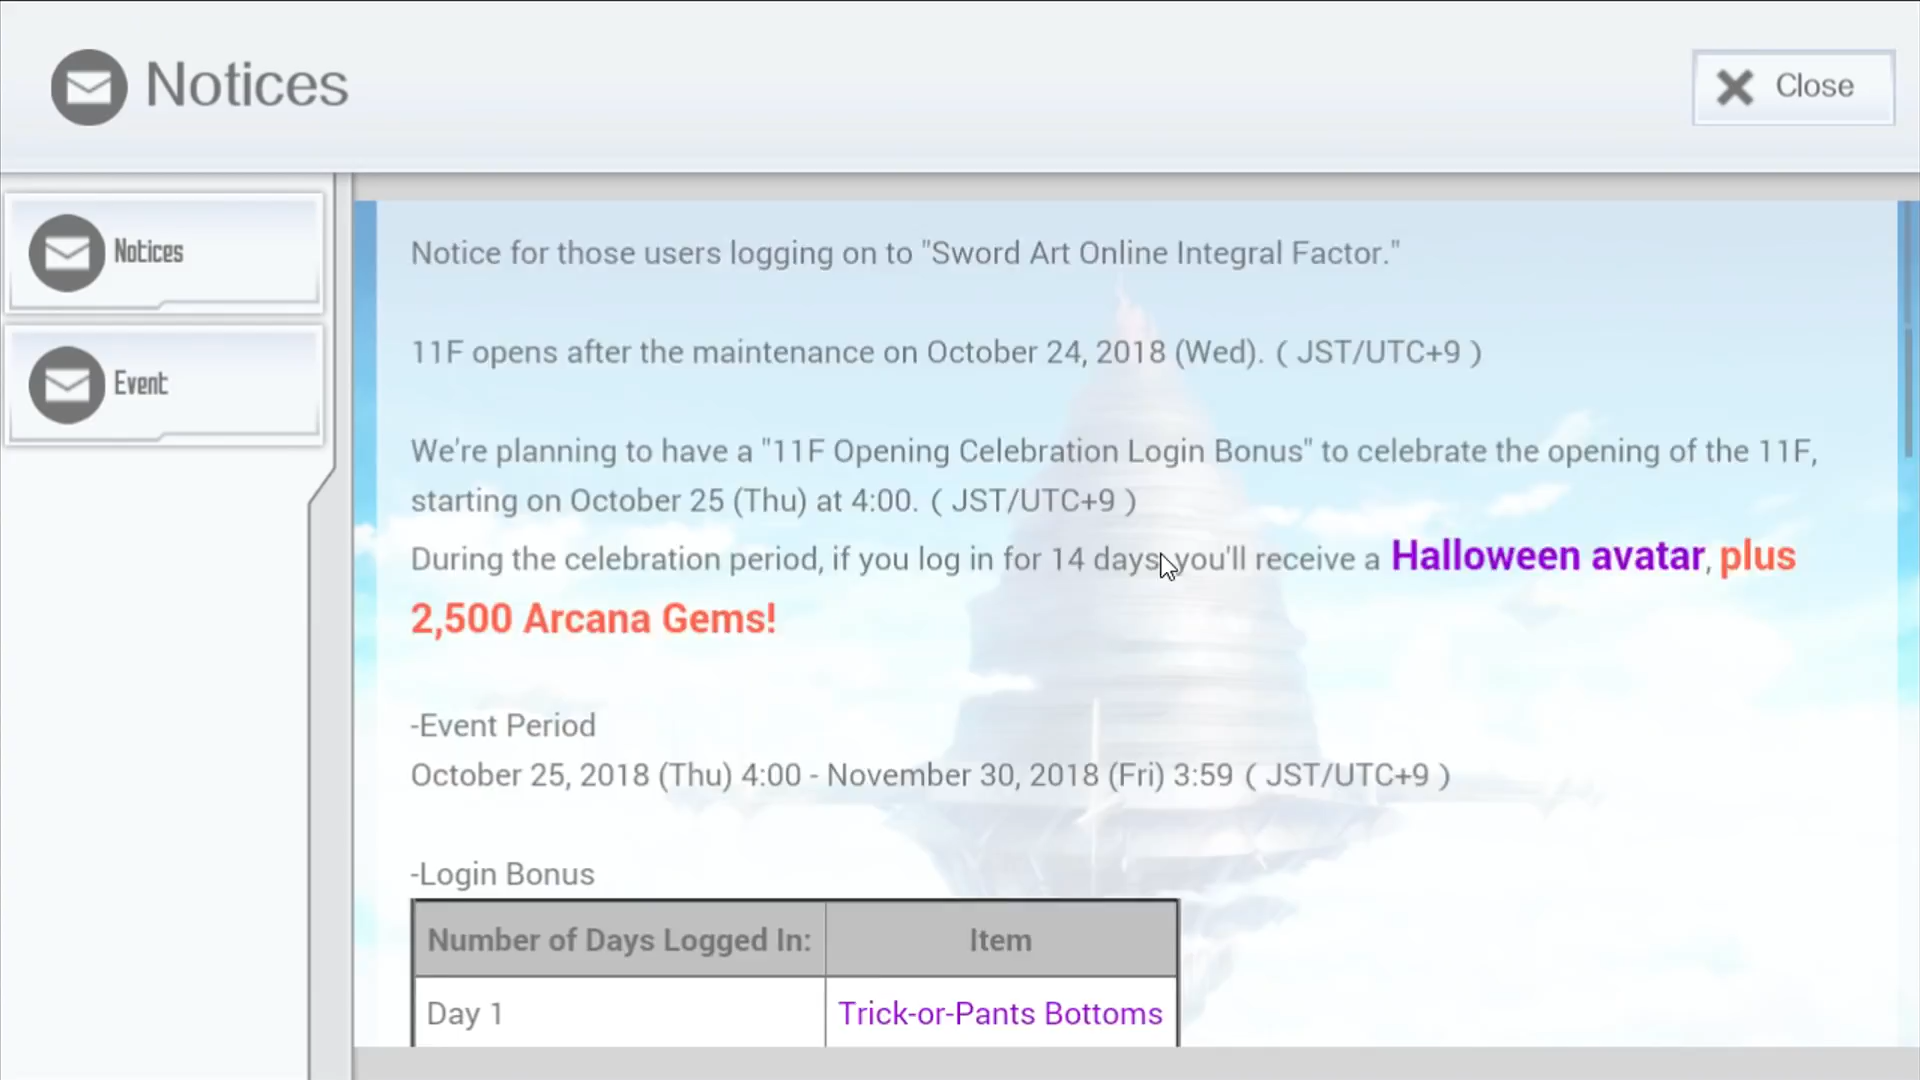 Notices
Close
Notices
Event
Notice for those users logging on to "Sword Art Online Integral Factor."
11F opens after the maintenance on October 24, 2018 (Wed). ( JST/UTC+9 )
We're planning to have a "11F Opening Celebration Login Bonus" to celebrate the opening of the 11F,
starting on October 25 (Thu) at 4:00. ( JST/UTC+9 )
During the celebration period, if you log in for 14 days, you'll receive a Halloween avatar, plus
2,500 Arcana Gems!
-Event Period
October 25, 2018 (Thu) 4:00 - November 30, 2018 (Fri) 3:59 ( JST/UTC+9 )
-Login Bonus
Number of Days Logged In: Item
Day 1 Trick-or-Pants Bottoms